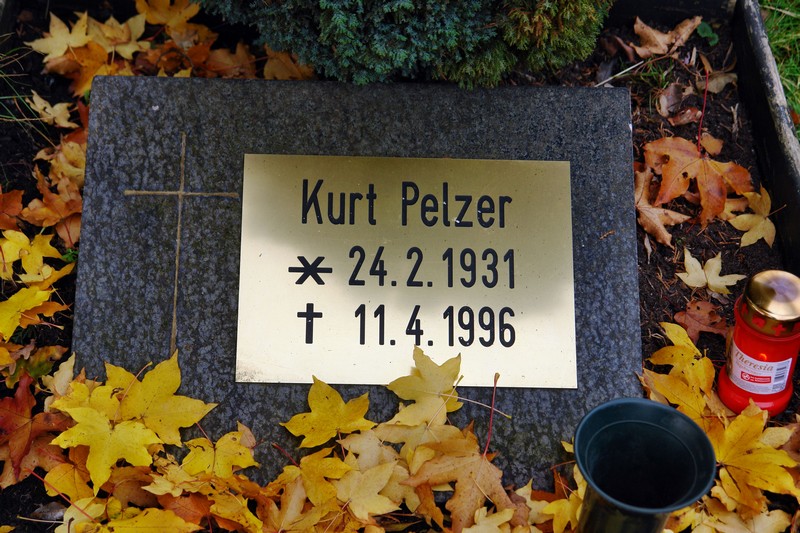 Kurt Pelzer
* 24.2.1931
† 11.4.1996
Theresia